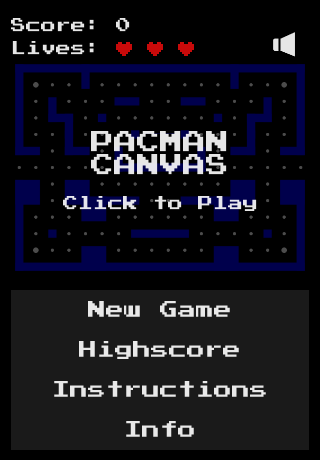 Score: 0
Lives:
PACMAN
CANVAS
Click to Play
New Game
Highscore
Instructions
Info